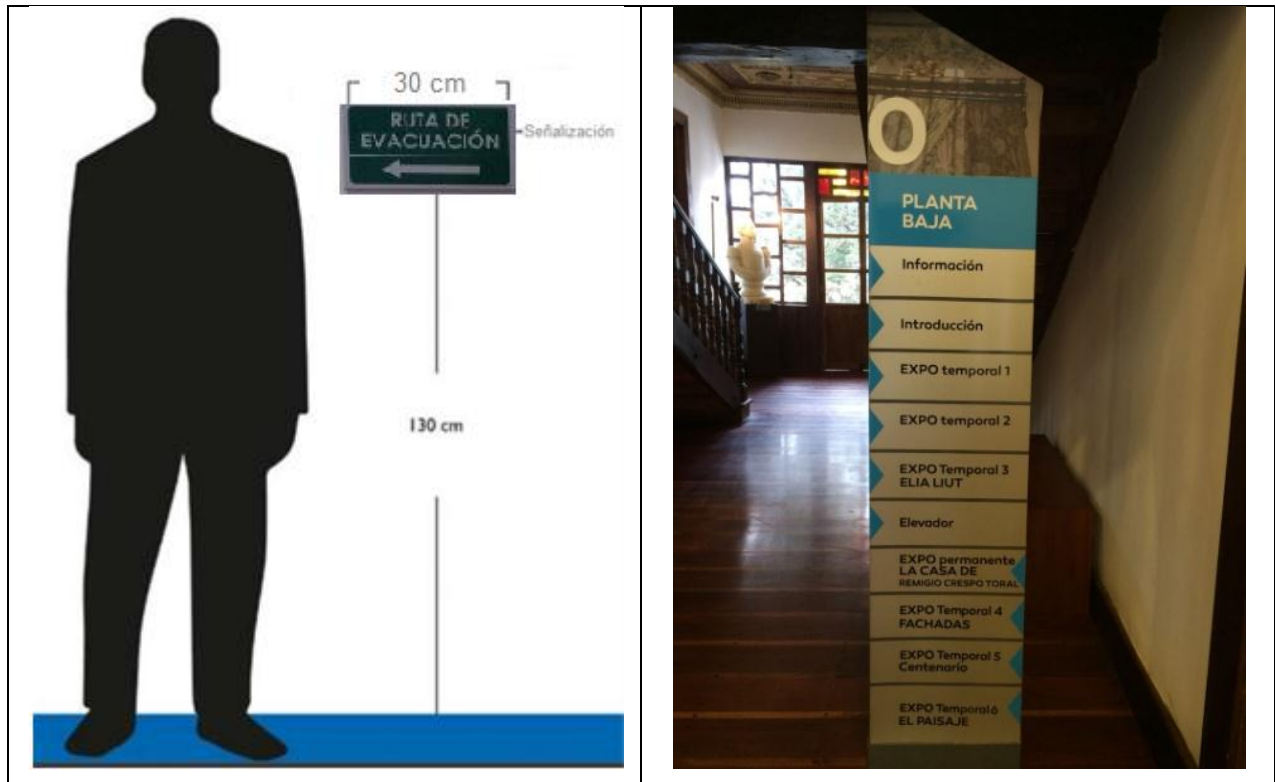 30 cm
RUTA DE
EVACUACIÓN
Señalización
130 cm
0
PLANTA
BAJA
Información
Introducción
EXPO temporal 1
EXPO temporal 2
EXPO Temporal 3
ELIA LIUT
Elevador
EXPO permanente
LA CASA DE
REMIGIO CRESPO TORAL
EXPO Temporal 4
FACHADAS
EXPO Temporal 5
Centenario
EXPO Temporal 6
EL PAISAJE